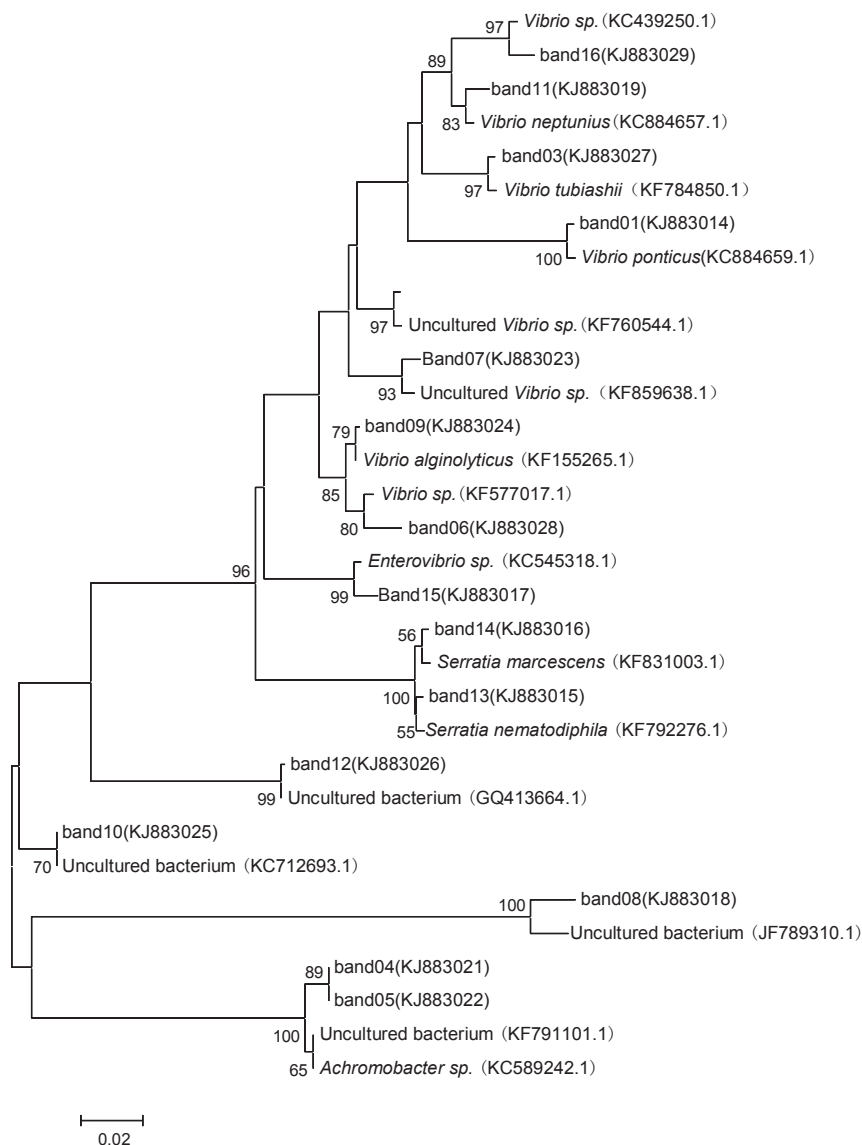 Vibrio sp. (KC439250.1)
97
band16(KJ883029)
89
band11(KJ883019)
83
Vibrio neptunius (KC884657.1)
band03(KJ883027)
97
Vibrio tubiashii (KF784850.1)
band01(KJ883014)
100
Vibrio ponticus(KC884659.1)
97
Uncultured Vibrio sp. (KF760544.1)
Band07(KJ883023)
93
Uncultured Vibrio sp. (KF859638.1)
79
band09(KJ883024)
Vibrio alginolyticus (KF155265.1)
85
Vibrio sp. (KF577017.1)
80
band06(KJ883028)
96
Enterovibrio sp. (KC545318.1)
99
Band15(KJ883017)
56
band14(KJ883016)
Serratia marcescens (KF831003.1)
100
band13(KJ883015)
55
Serratia nematodiphila (KF792276.1)
band12(KJ883026)
99
Uncultured bacterium (GQ413664.1)
band10(KJ883025)
70
Uncultured bacterium (KC712693.1)
100
band08(KJ883018)
Uncultured bacterium (JF789310.1)
89
band04(KJ883021)
band05(KJ883022)
100
Uncultured bacterium (KF791101.1)
65
Achromobacter sp. (KC589242.1)
0.02